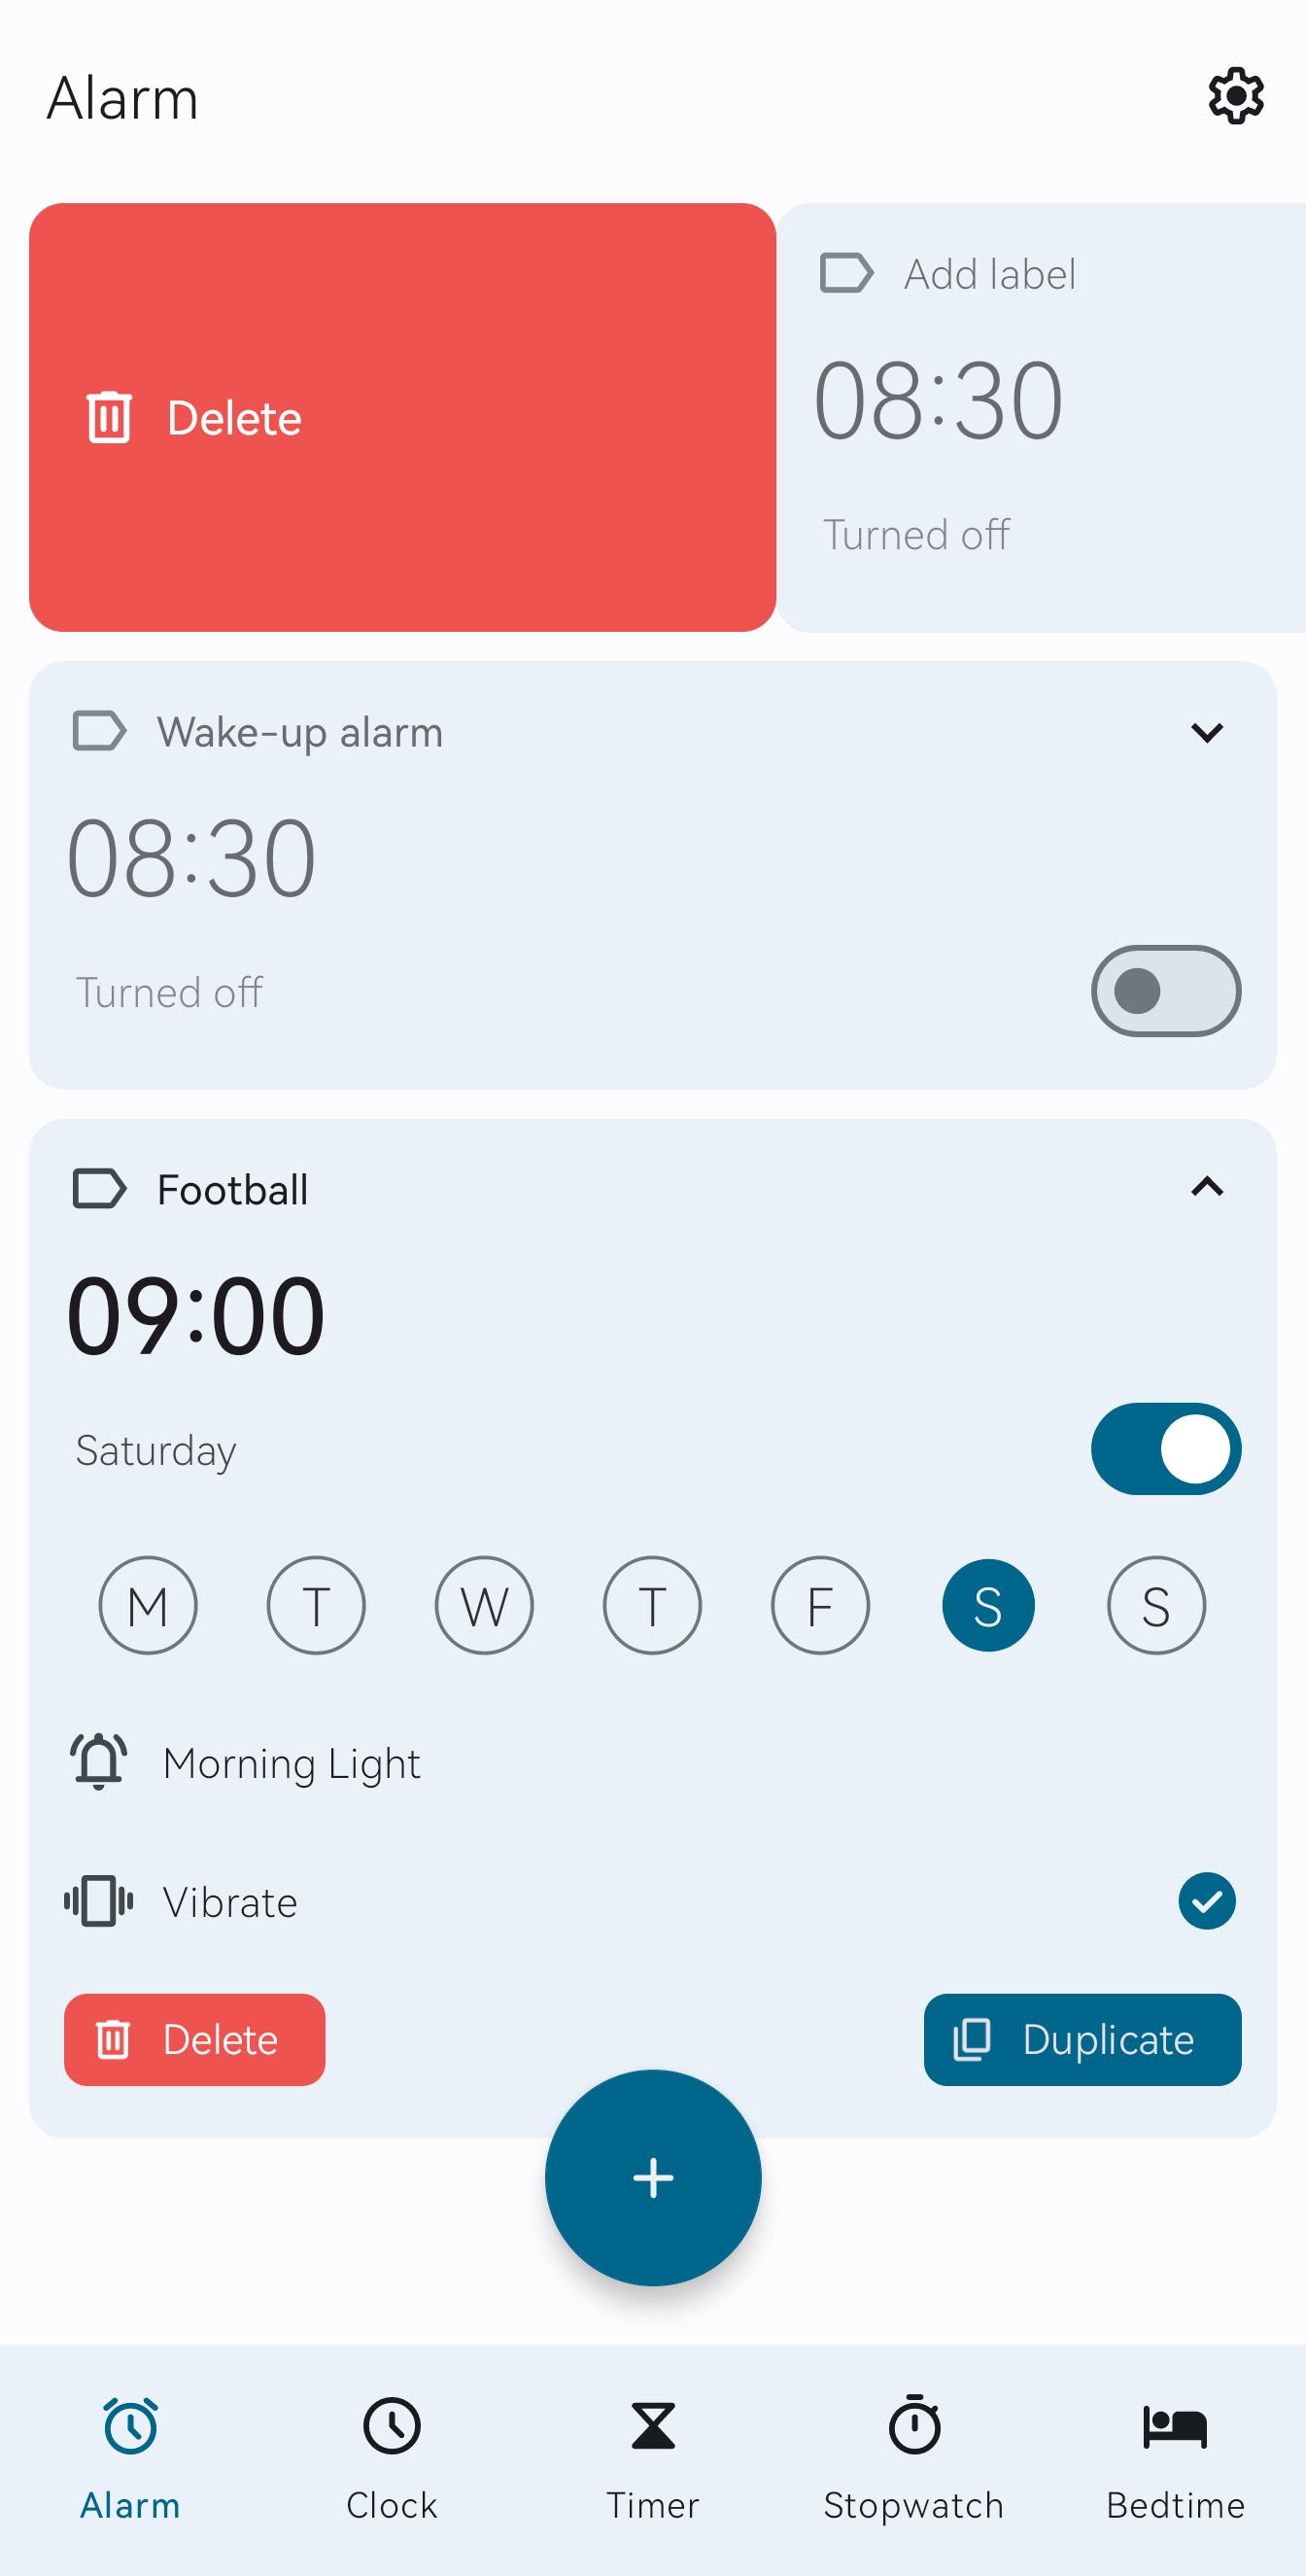 Alarm
Delete
Add label
08:30
Turned off
Wake-up alarm
08:30
Turned off
Football
09:00
Saturday
M T W T F S S
Morning Light
Vibrate
Delete
Duplicate
Alarm
Clock
Timer
Stopwatch
Bedtime